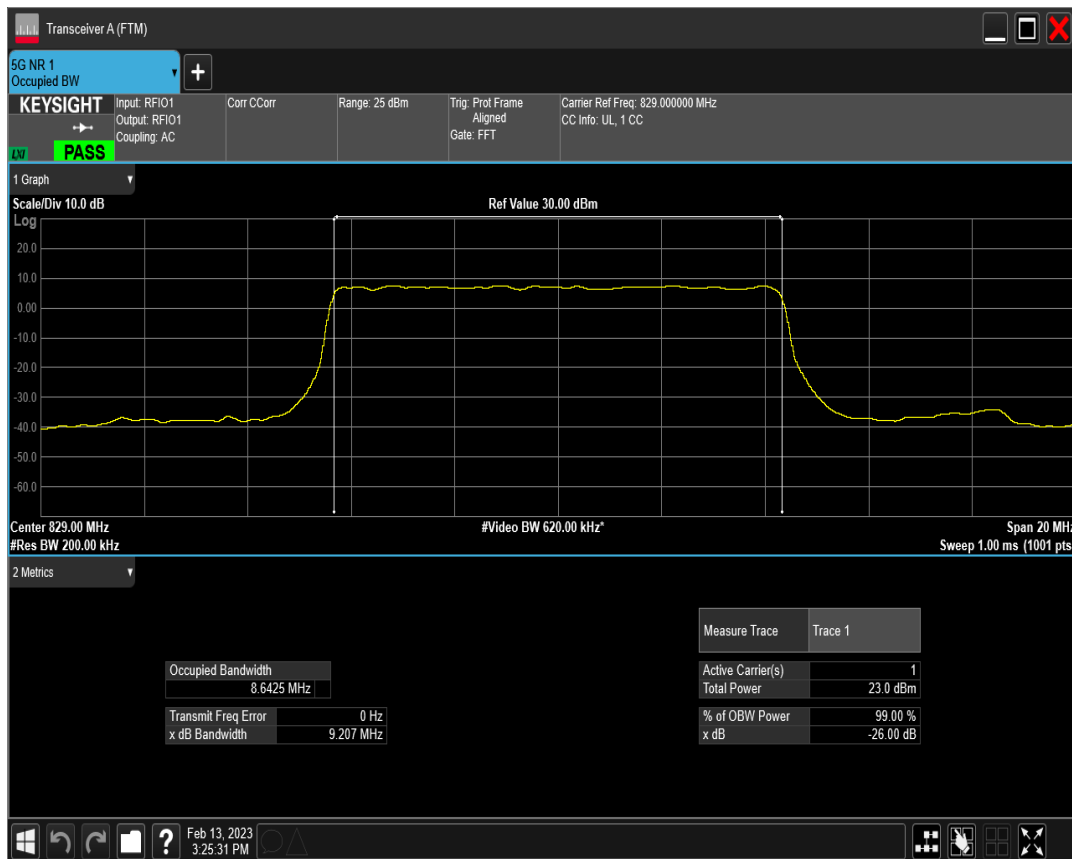 Transceiver A (FTM)
5G NR 1
Occupied BW
+
KEYSIGHT
LXI
PASS
Input: RFIO1
Output: RFIO1
Coupling: AC
Corr CCorr
Range: 25 dBm
Trig: Prot Frame
Aligned
Gate: FFT
Carrier Ref Freq: 829.000000 MHz
CC Info: UL, 1 CC
1 Graph
Scale/Div 10.0 dB
Ref Value 30.00 dBm
Log
20.0
10.0
0.00
-10.0
-20.0
-30.0
-40.0
-50.0
-60.0
Center 829.00 MHz
#Video BW 620.00 kHz*
Span 20 MHz
#Res BW 200.00 kHz
Sweep 1.00 ms (1001 pts
2 Metrics
Measure Trace Trace 1
Occupied Bandwidth
8.6425 MHz
Active Carrier(s) 1
Total Power 23.0 dBm
Transmit Freq Error 0 Hz
x dB Bandwidth 9.207 MHz
% of OBW Power 99.00 %
x dB -26.00 dB
?
Feb 13, 2023
3:25:31 PM